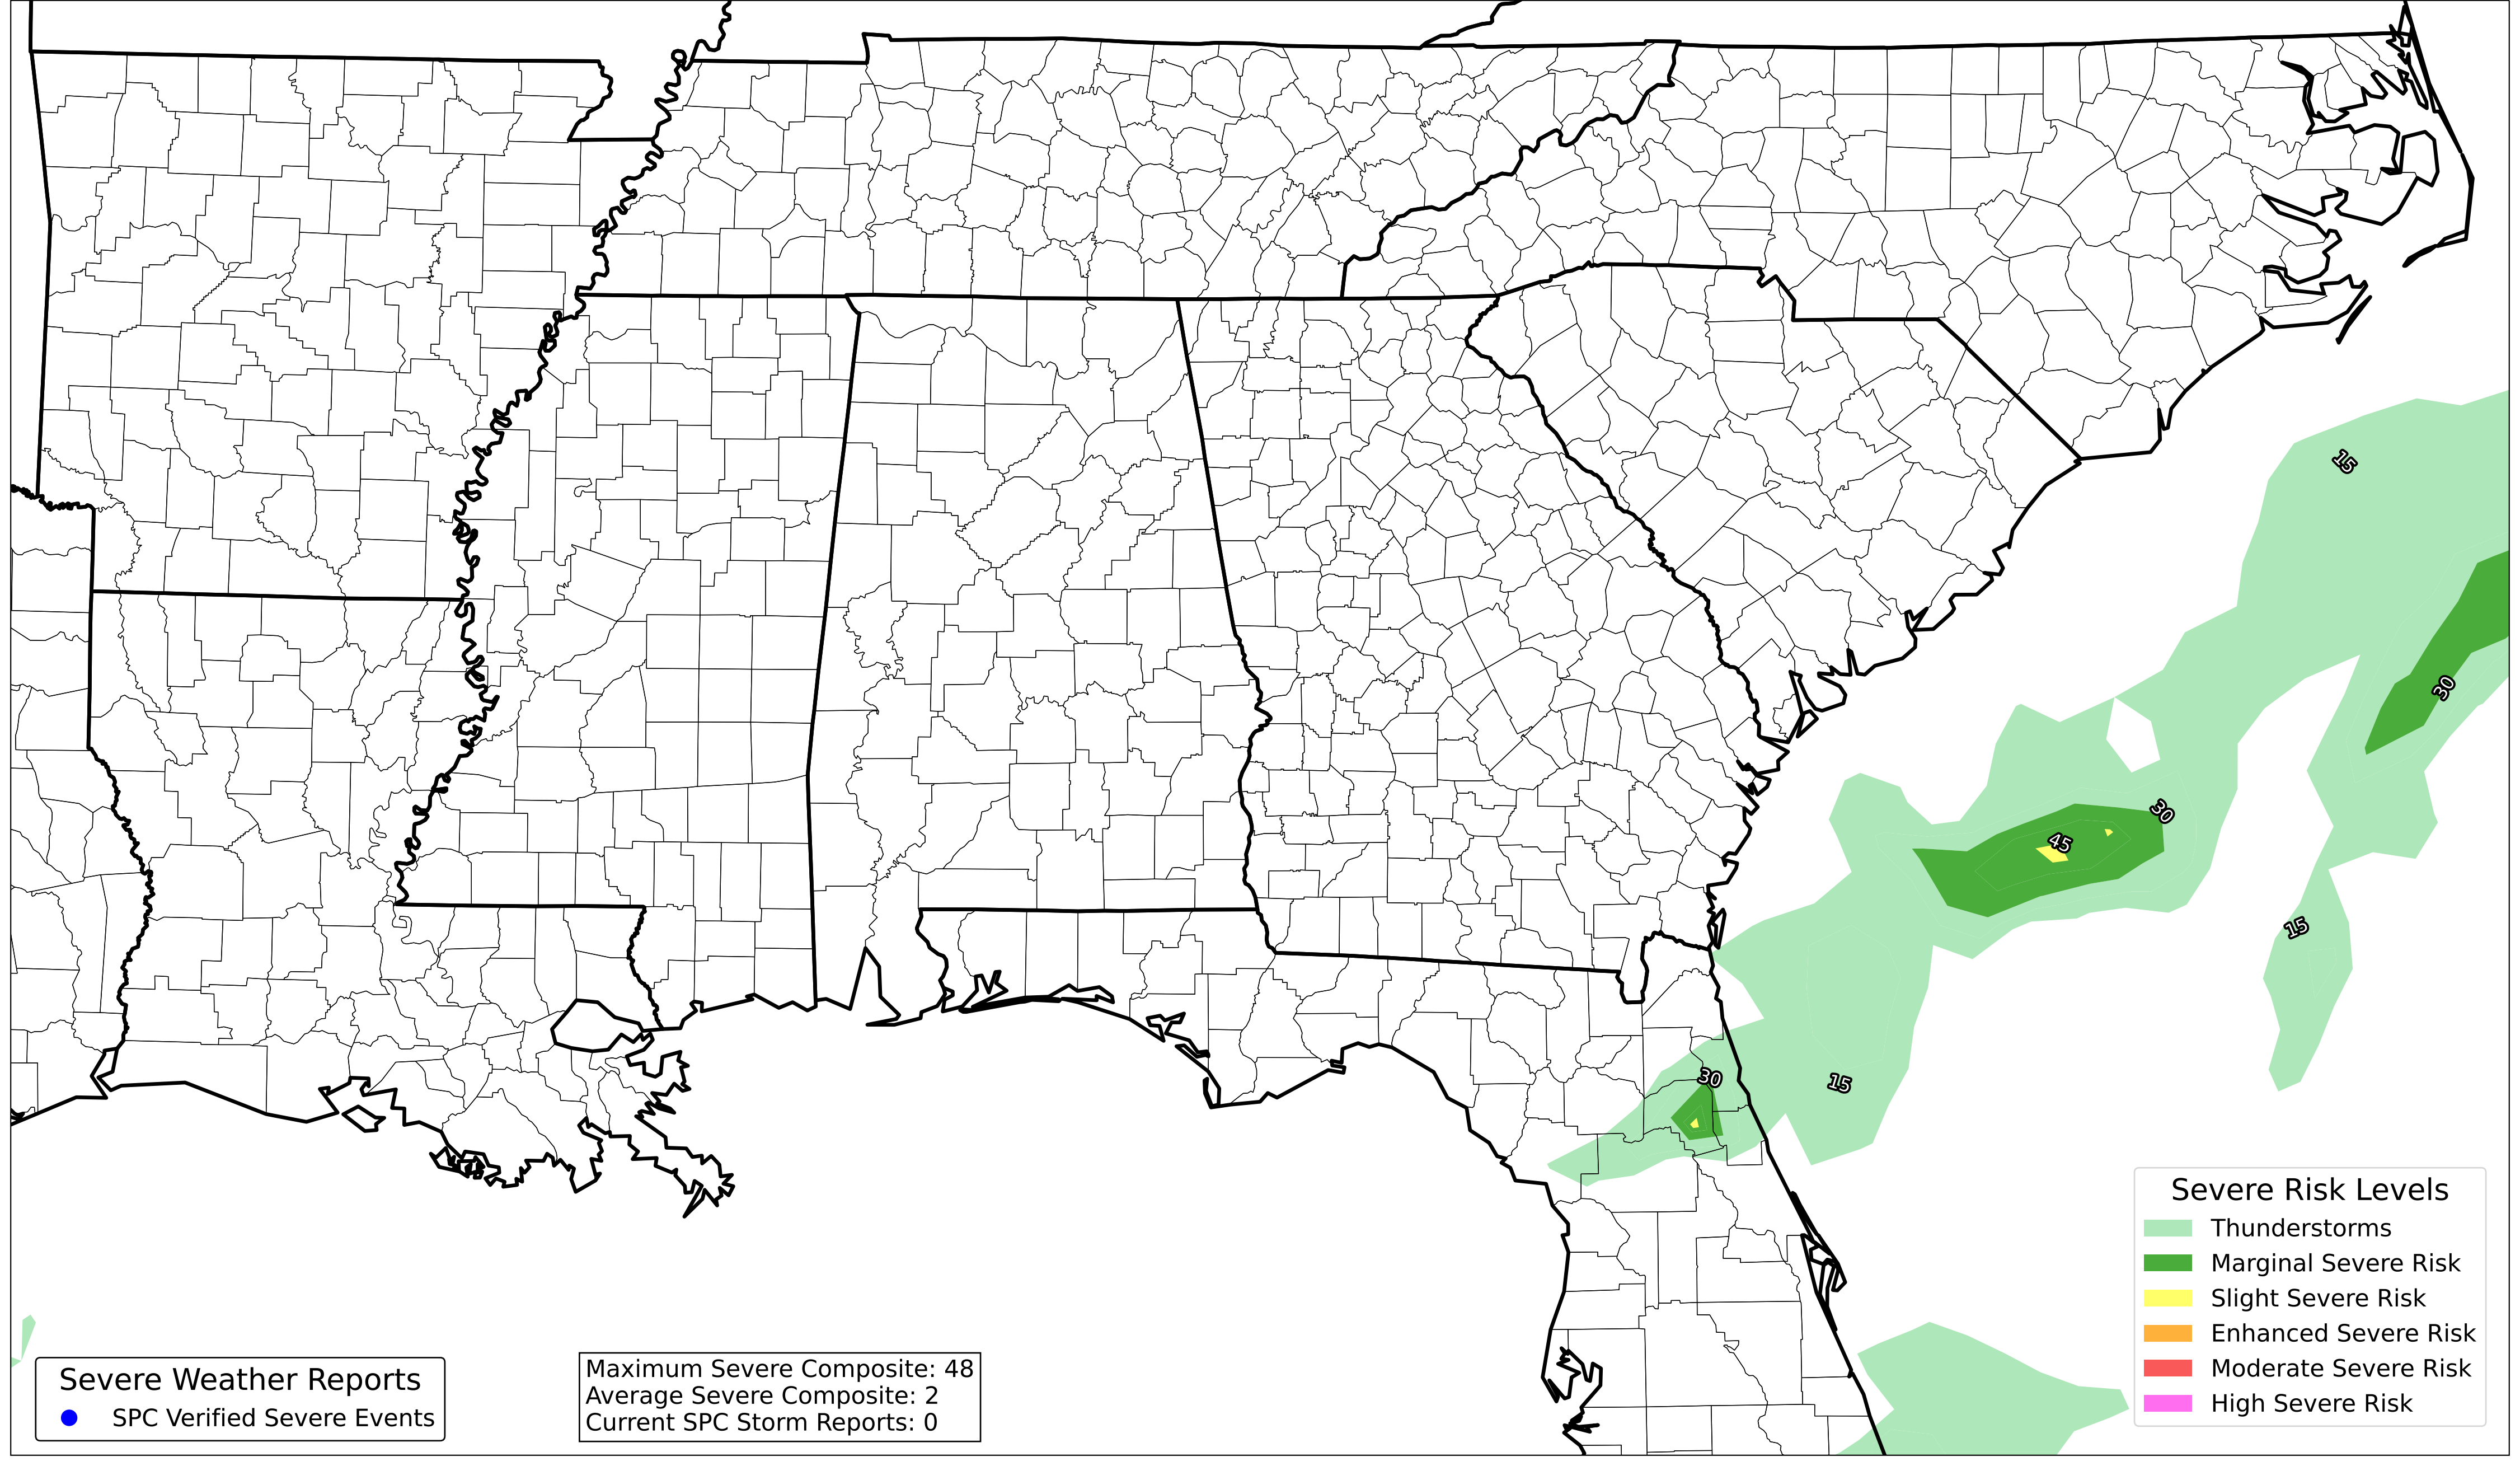 15
30
30
45
15
30
15
Severe Risk Levels
Thunderstorms
Marginal Severe Risk
Slight Severe Risk
Enhanced Severe Risk
Moderate Severe Risk
High Severe Risk
Severe Weather Reports
SPC Verified Severe Events
Maximum Severe Composite: 48
Average Severe Composite: 2
Current SPC Storm Reports: 0